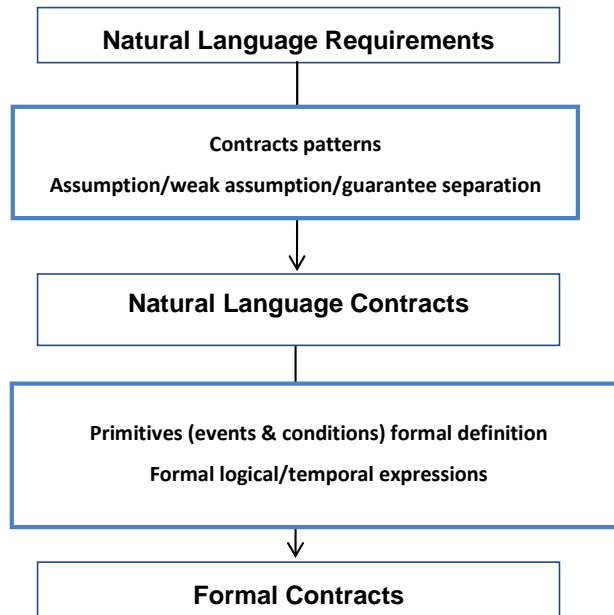 Natural Language Requirements
Contracts patterns
Assumption/weak assumption/guarantee separation
Natural Language Contracts
Primitives (events & conditions) formal definition
Formal logical/temporal expressions
Formal Contracts